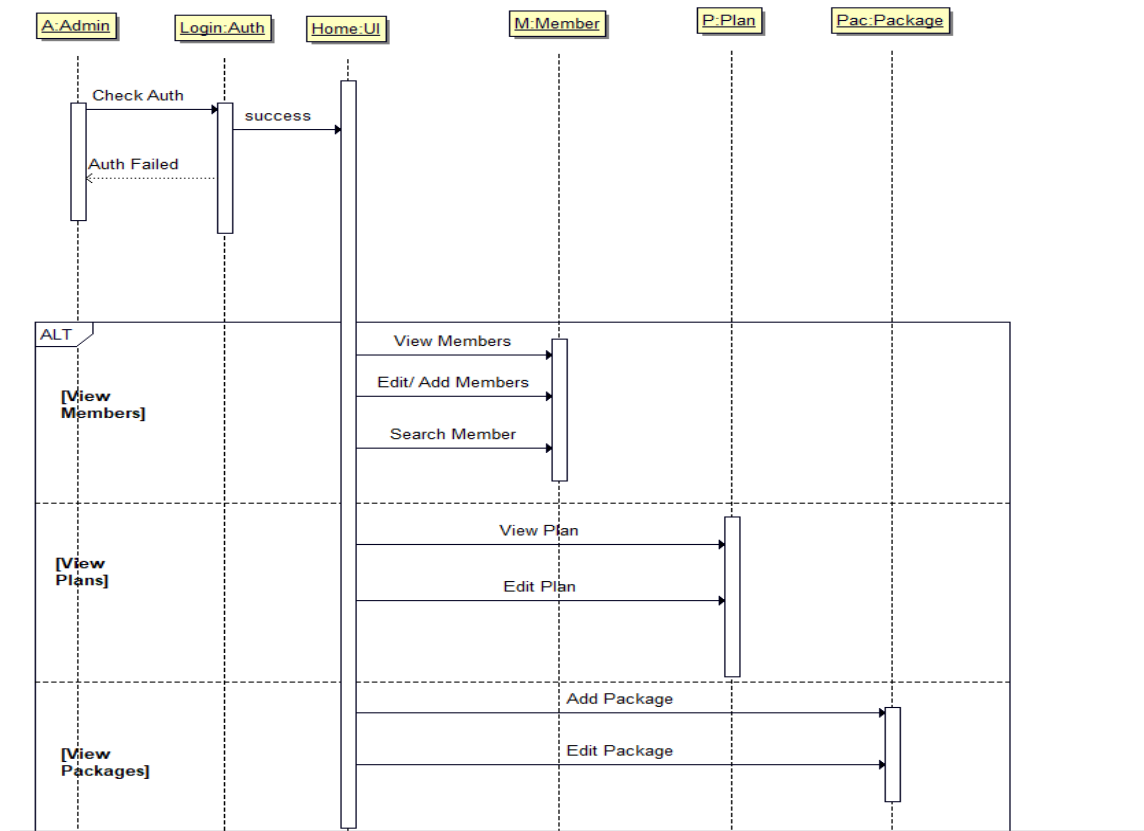 A:Admin
Login:Auth
Home:UI
M:Member
P:Plan
Pac:Package
Check Auth
success
Auth Failed
ALT
View Members
[View
Members]
Edit/ Add Members
Search Member
View Plan
[View
Plans]
Edit Plan
Add Package
[View
Packages]
Edit Package